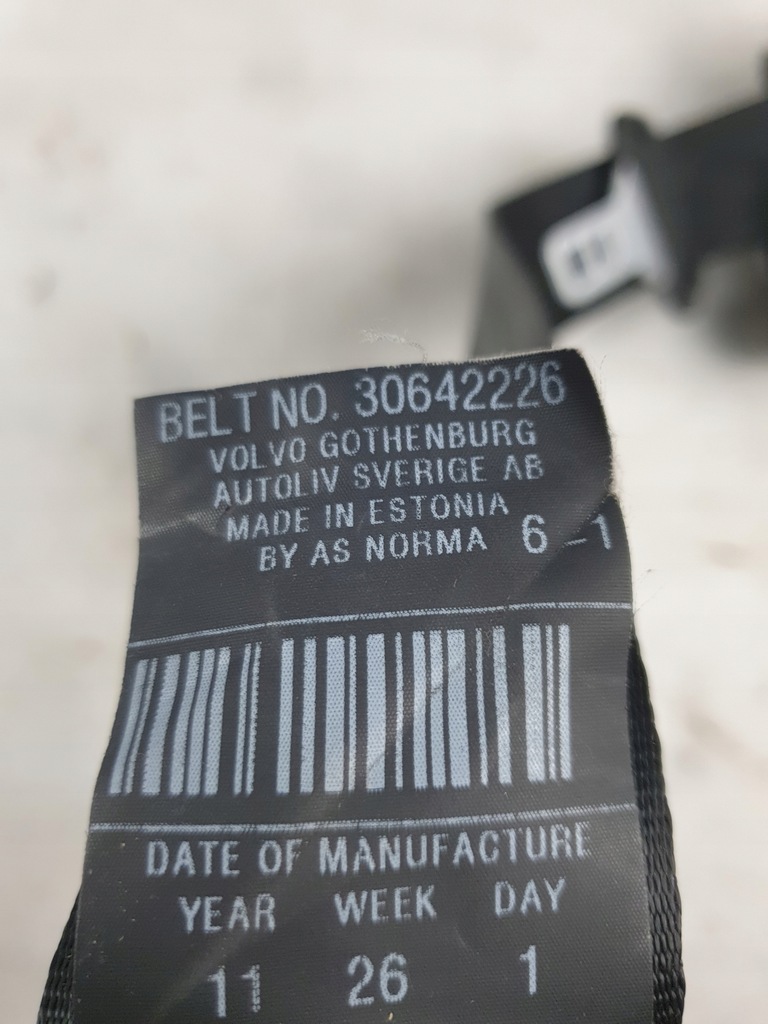 BELT NO. 30642226
VOLVO GOTHENBURG
AUTOLIV SVERIGE AB
MADE IN ESTONIA
BY AS NORMA 6 -1
DATE OF MANUFACTURE
YEAR WEEK DAY
11 26 1